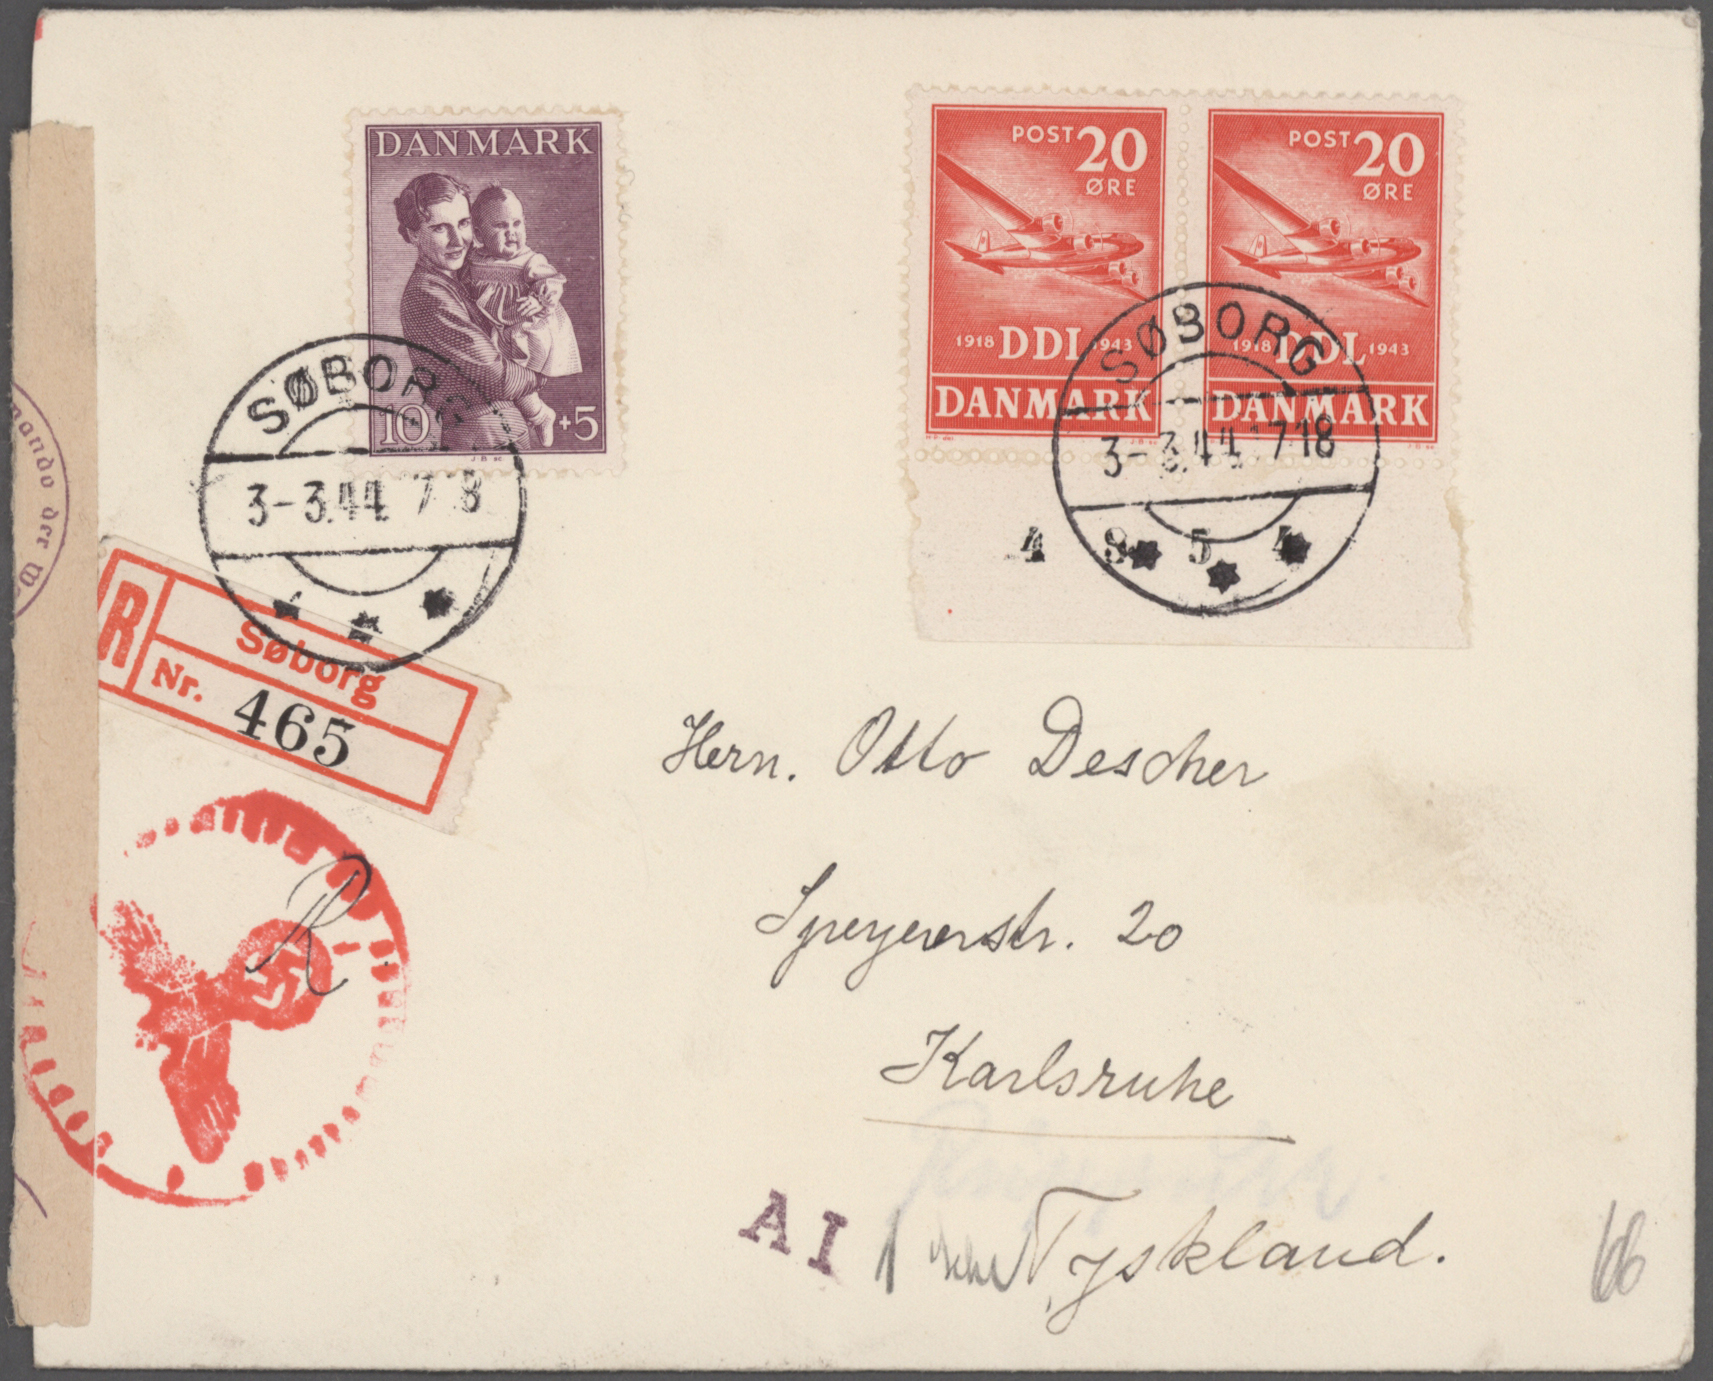 DANMARK
10 +5
POST 20
ØRE
1918 DDL 1943
DANMARK
POST 20
ØRE
1918 DDL 1943
DANMARK
SØBORG
3-3.44. 7 8
SØBORG
3-3.44. 7-18
4 8 5 4
mando der W
R
Søborg
Nr. 465
R
Herrn. Otto Descher
Speyererstr. 20
Karlsruhe
A I
Tyskland.